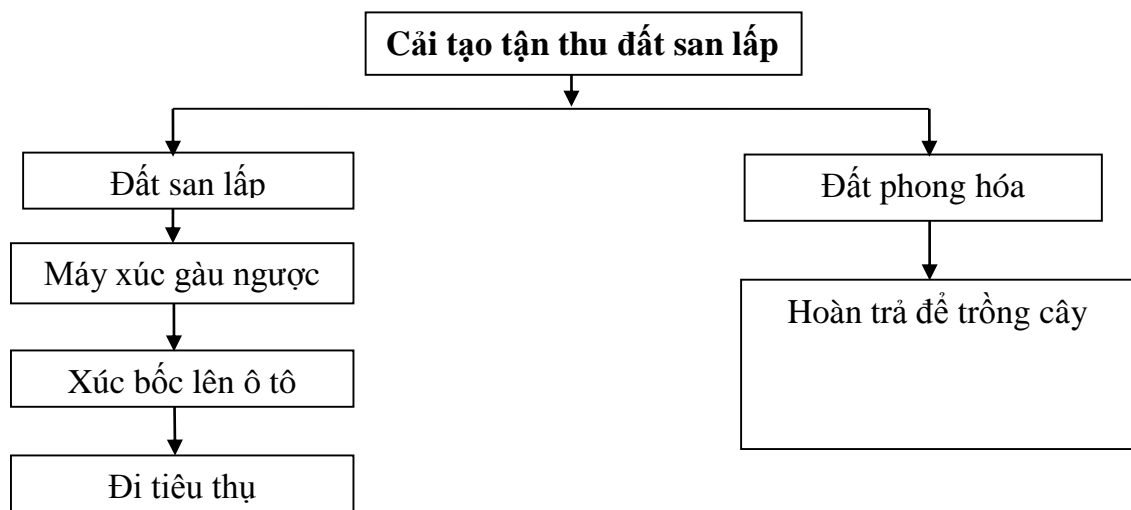 Cải tạo tận thu đất san lấp
Đất san lấp
Đất phong hóa
Máy xúc gàu ngược
Hoàn trả để trồng cây
Xúc bốc lên ô tô
Đi tiêu thụ